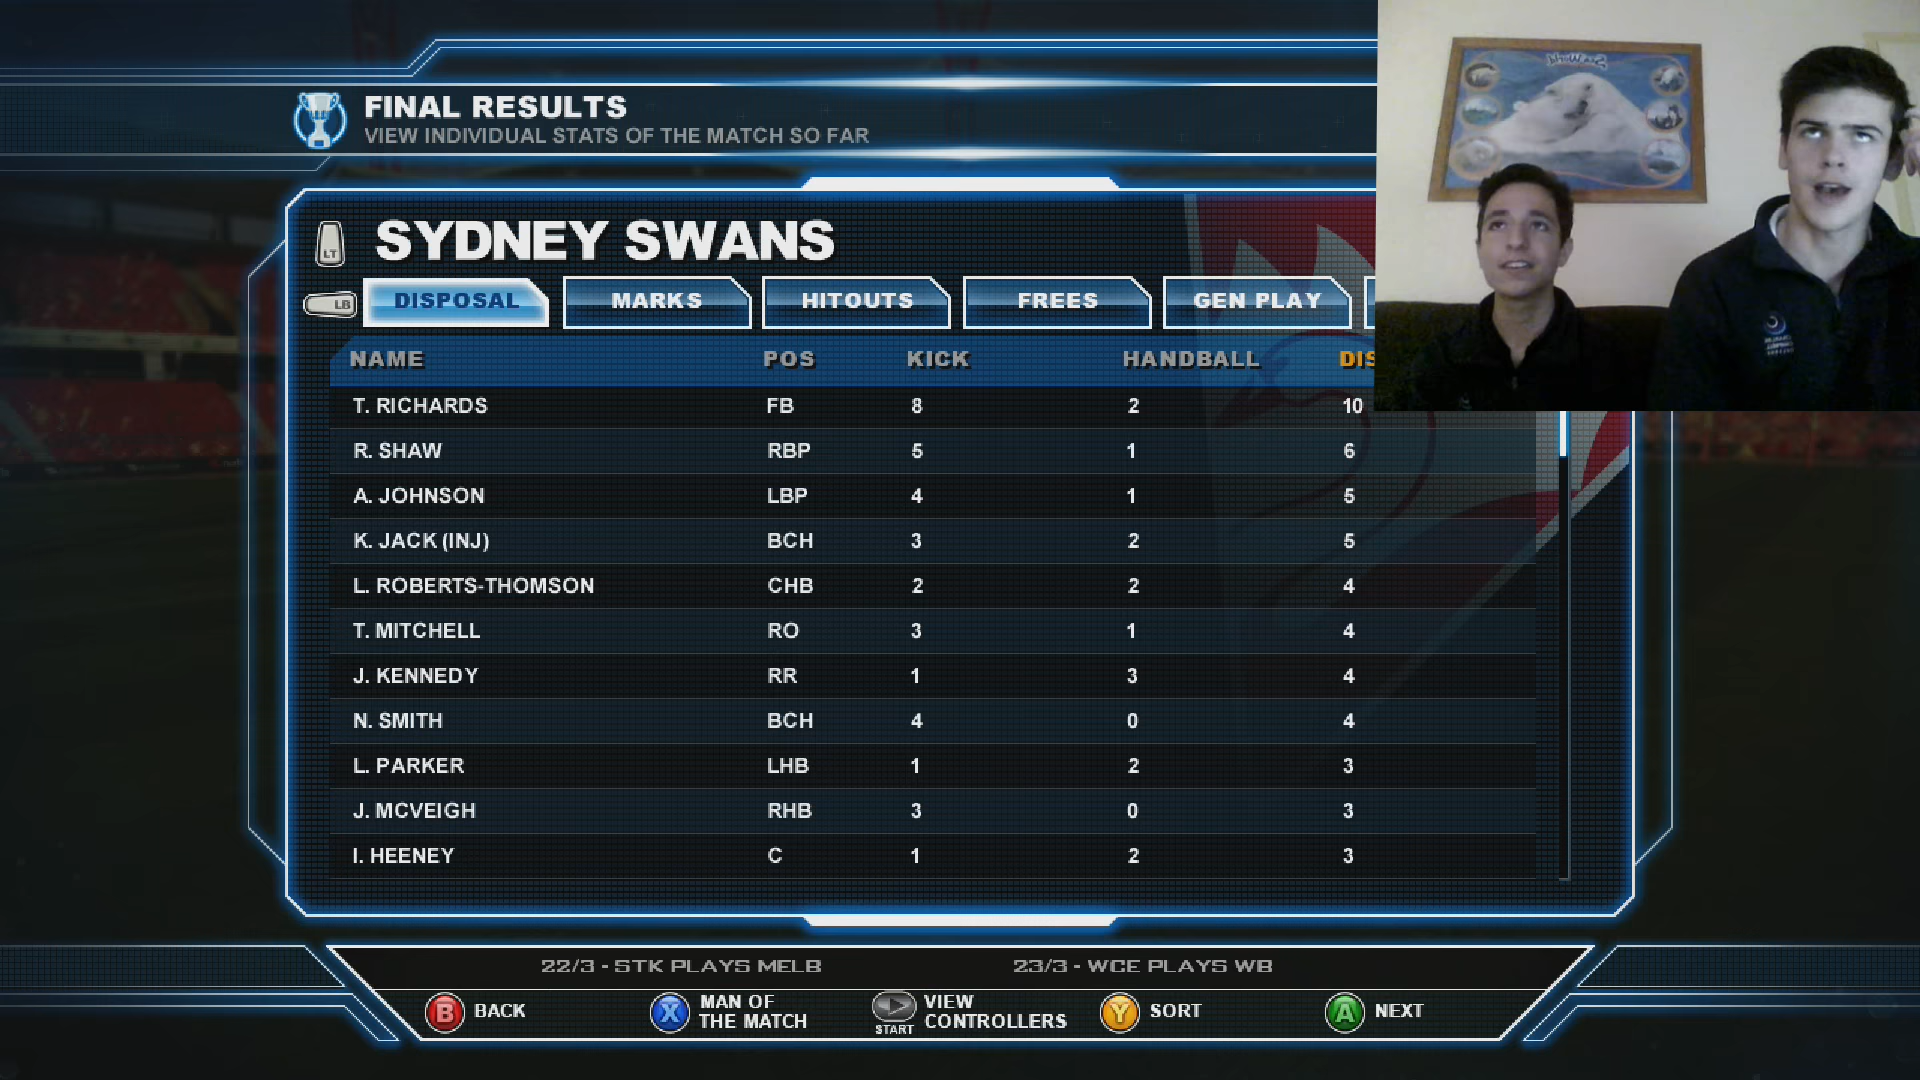 FINAL RESULTS
VIEW INDIVIDUAL STATS OF THE MATCH SO FAR
LT
SYDNEY SWANS
LB
DISPOSAL MARKS HITOUTS FREES GEN PLAY
NAME POS KICK HANDBALL DIS
T. RICHARDS FB 8 2 10
R. SHAW RBP 5 1 6
A. JOHNSON LBP 4 1 5
K. JACK (INJ) BCH 3 2 5
L. ROBERTS-THOMSON CHB 2 2 4
T. MITCHELL RO 3 1 4
J. KENNEDY RR 1 3 4
N. SMITH BCH 4 0 4
L. PARKER LHB 1 2 3
J. MCVEIGH RHB 3 0 3
I. HEENEY C 1 2 3
22/3 - STK PLAYS MELB 23/3 - WCE PLAYS WB
B BACK
X MAN OF THE MATCH
START VIEW CONTROLLERS
Y SORT
A NEXT